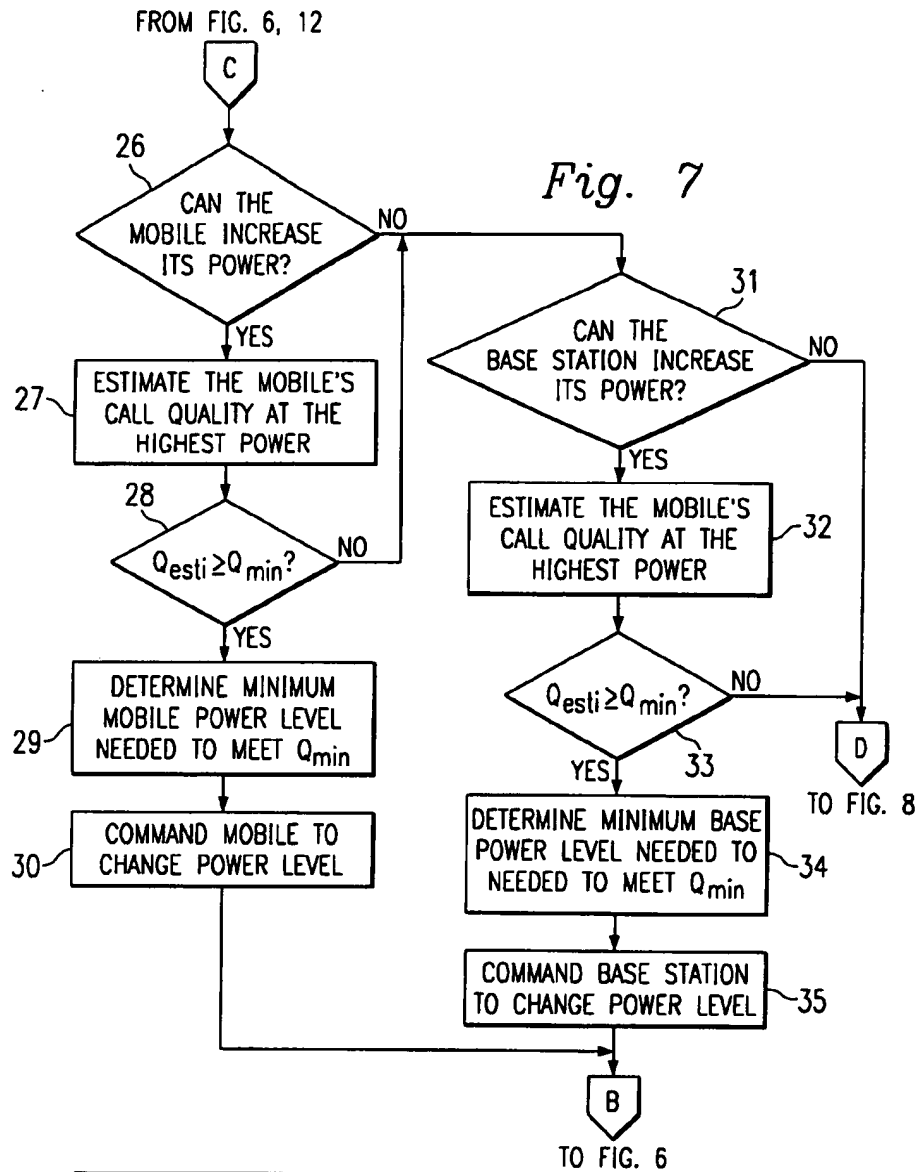 FROM FIG. 6, 12
C
Fig. 7
26
CAN THE
MOBILE INCREASE
ITS POWER?
NO
YES
27
ESTIMATE THE MOBILE'S
CALL QUALITY AT THE
HIGHEST POWER
28
Qesti≥Qmin?
NO
YES
29
DETERMINE MINIMUM
MOBILE POWER LEVEL
NEEDED TO MEET Qmin
30
COMMAND MOBILE TO
CHANGE POWER LEVEL
31
CAN THE
BASE STATION INCREASE
ITS POWER?
NO
YES
ESTIMATE THE MOBILE'S
CALL QUALITY AT THE
HIGHEST POWER
32
Qesti≥Qmin?
NO
33
YES
D
TO FIG. 8
DETERMINE MINIMUM BASE
POWER LEVEL NEEDED TO
NEEDED TO MEET Qmin
34
COMMAND BASE STATION
TO CHANGE POWER LEVEL
35
B
TO FIG. 6